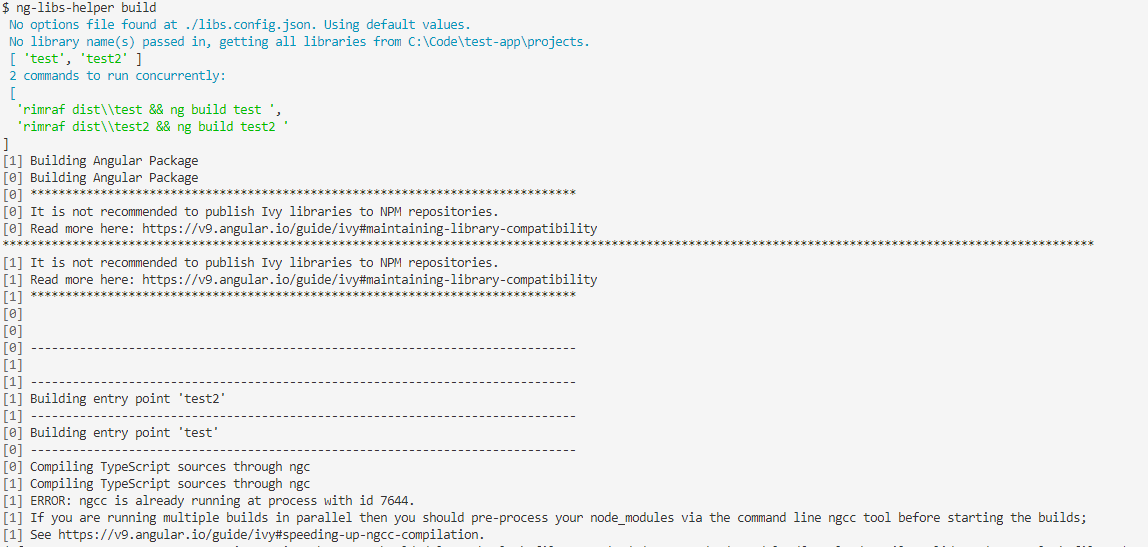 $ ng-libs-helper build
No options file found at ./libs.config.json. Using default values.
No library name(s) passed in, getting all libraries from C:\Code\test-app\projects.
[ 'test', 'test2' ]
2 commands to run concurrently:
[
'rimraf dist\\test && ng build test ',
'rimraf dist\\test2 && ng build test2 '
]
[1] Building Angular Package
[0] Building Angular Package
[0] ******************************************************************************
[0] It is not recommended to publish Ivy libraries to NPM repositories.
[0] Read more here: https://v9.angular.io/guide/ivy#maintaining-library-compatibility
************************************************************************************************************************************************************
[1] It is not recommended to publish Ivy libraries to NPM repositories.
[1] Read more here: https://v9.angular.io/guide/ivy#maintaining-library-compatibility
[1] ******************************************************************************
[0]
[0]
[0] ------------------------------------------------------------------------------
[1]
[1] ------------------------------------------------------------------------------
[1] Building entry point 'test2'
[1] ------------------------------------------------------------------------------
[0] Building entry point 'test'
[0] ------------------------------------------------------------------------------
[0] Compiling TypeScript sources through ngc
[1] Compiling TypeScript sources through ngc
[1] ERROR: ngcc is already running at process with id 7644.
[1] If you are running multiple builds in parallel then you should pre-process your node_modules via the command line ngcc tool before starting the builds;
[1] See https://v9.angular.io/guide/ivy#speeding-up-ngcc-compilation.